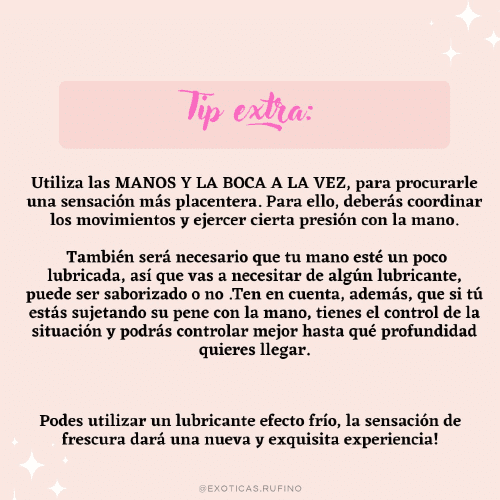 Tip extra:
Utiliza las MANOS Y LA BOCA A LA VEZ, para procurarle
una sensación más placentera. Para ello, deberás coordinar
los movimientos y ejercer cierta presión con la mano.
También será necesario que tu mano esté un poco
lubricada, así que vas a necesitar de algún lubricante,
puede ser saborizado o no .Ten en cuenta, además, que si tú
estás sujetando su pene con la mano, tienes el control de la
situación y podrás controlar mejor hasta qué profundidad
quieres llegar.
Podes utilizar un lubricante efecto frío, la sensación de
frescura dará una nueva y exquisita experiencia!
@EXOTICAS.RUFINO